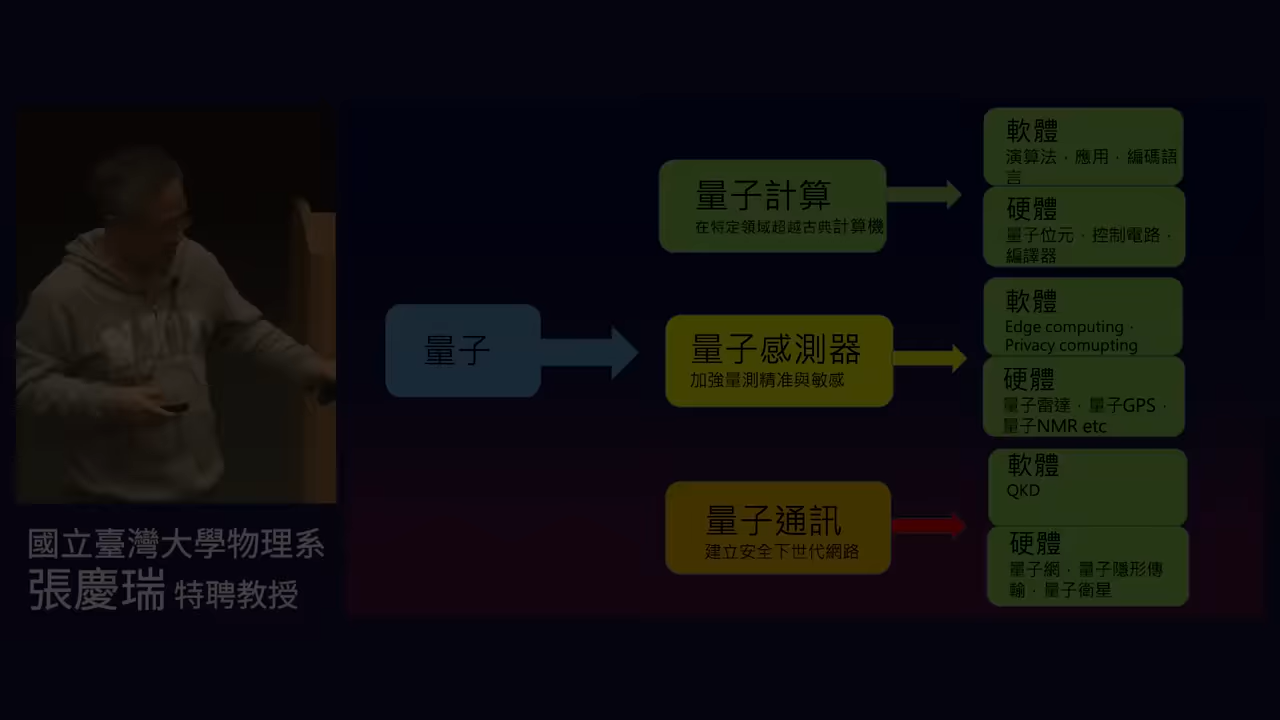 量子
量子計算
在特定領域超越古典計算機
量子感測器
加強量測精准與敏感
量子通訊
建立安全下世代網路
軟體
演算法．應用．編碼語
言
硬體
量子位元．控制電路．
編譯器
軟體
Edge computing．
Privacy comupting
硬體
量子雷達．量子GPS．
量子NMR etc
軟體
QKD
硬體
量子網．量子隱形傳
輸．量子衛星
國立臺灣大學物理系
張慶瑞 特聘教授